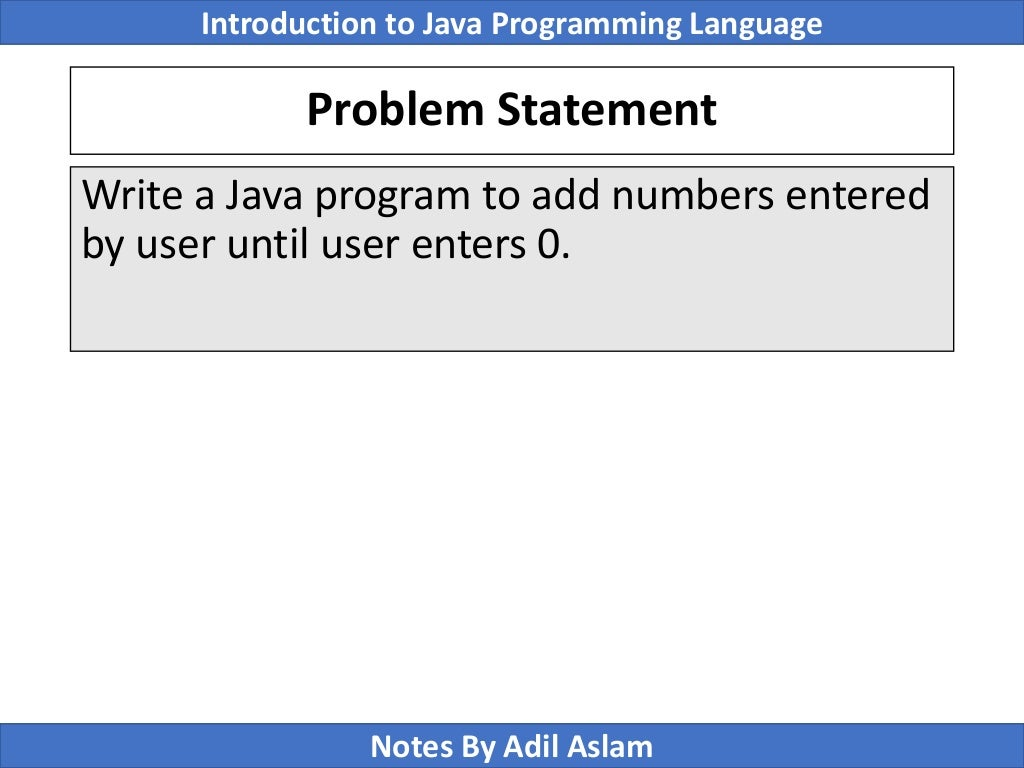 Introduction to Java Programming Language
Problem Statement
Write a Java program to add numbers entered
by user until user enters 0.
Notes By Adil Aslam